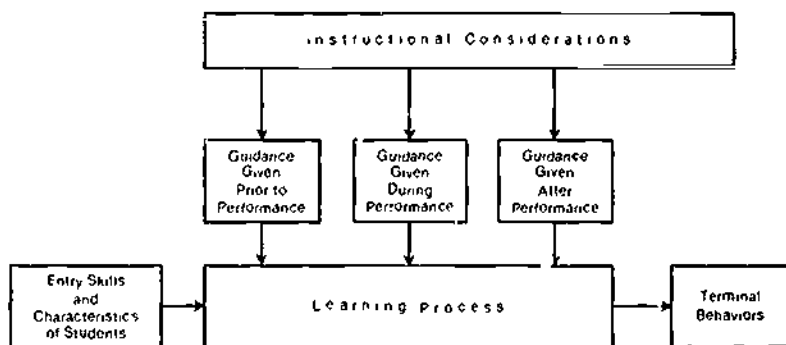 Instructional Considerations
Guidance
Given
Prior to
Performance
Guidance
Given
During
Performance
Guidance
Given
After
Performance
Entry Skills
and
Characteristics
of Students
Learning Process
Terminal
Behaviors